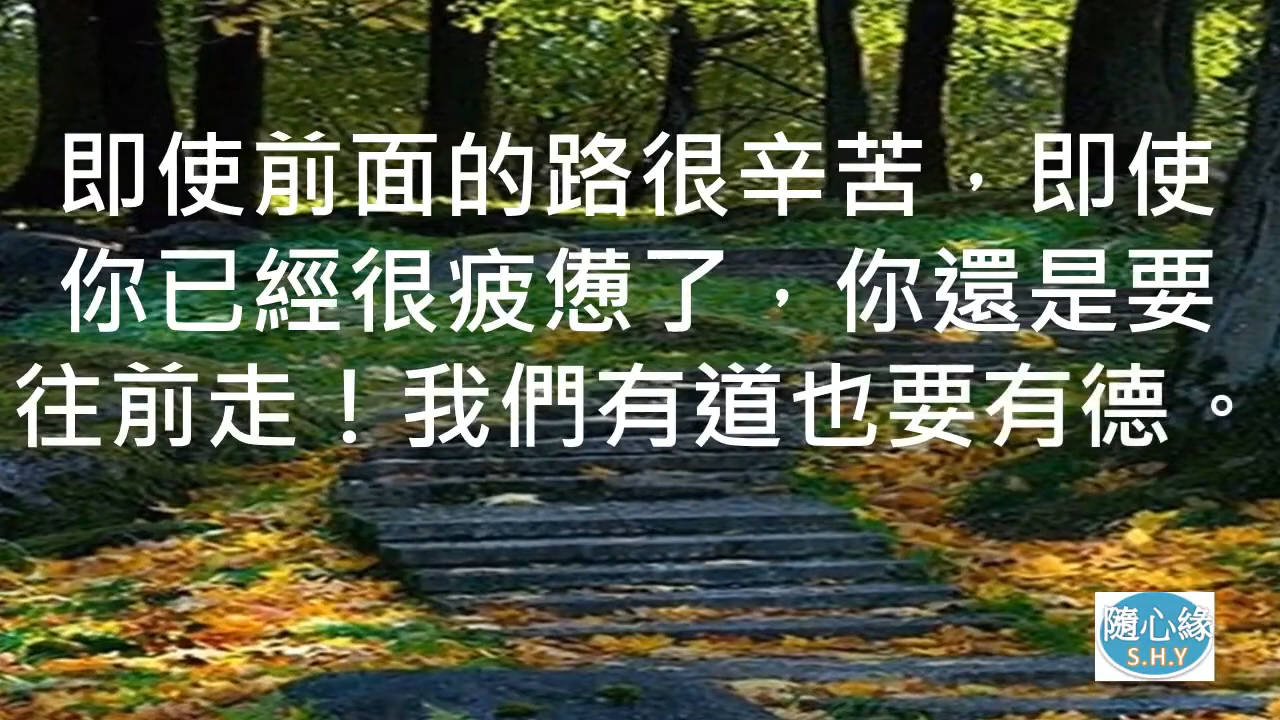 即使前面的路很辛苦，即使
你已經很疲憊了，你還是要
往前走！我們有道也要有德。
隨心緣
S.H.Y